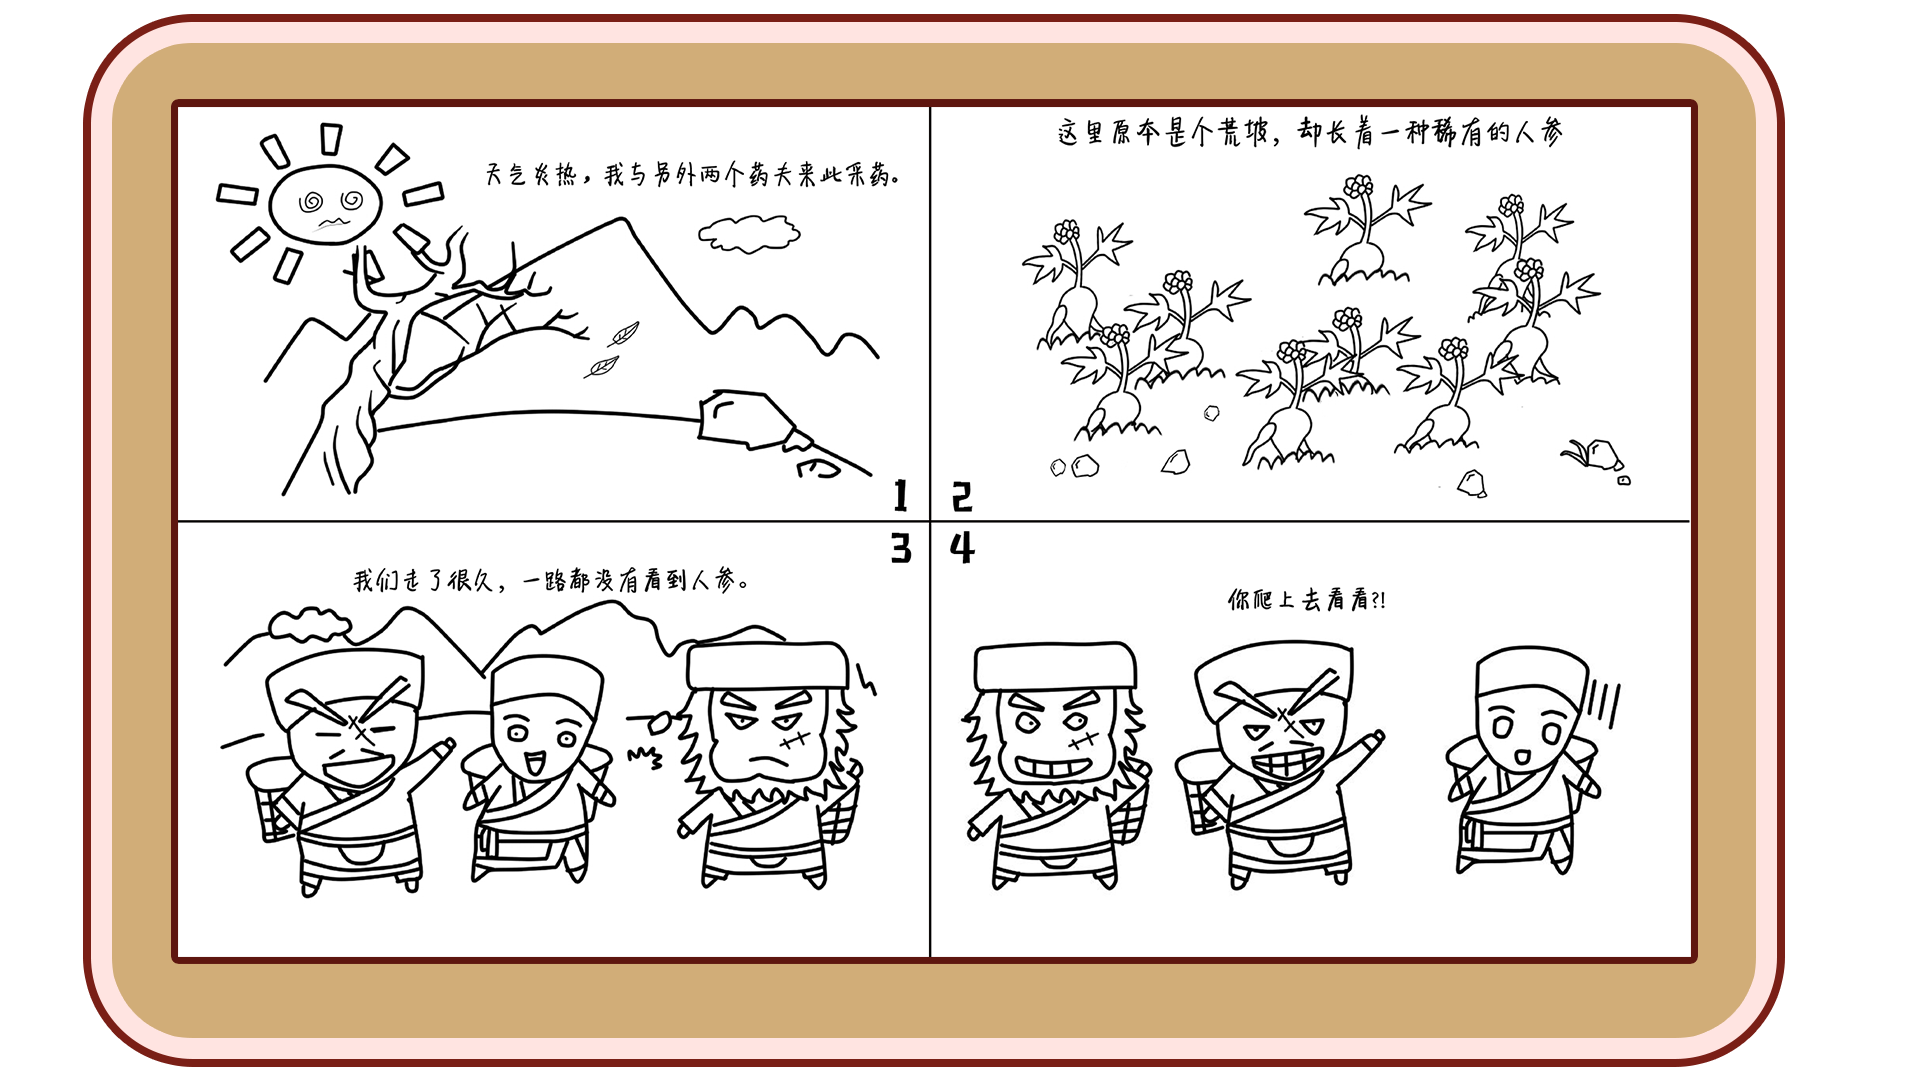 天气炎热，我与另外两个药夫来此采药。
1
这里原本是个荒坡，却长着一种稀有的人参
2
3
我们走了很久，一路都没有看到人参。
4
你爬上去看看?!